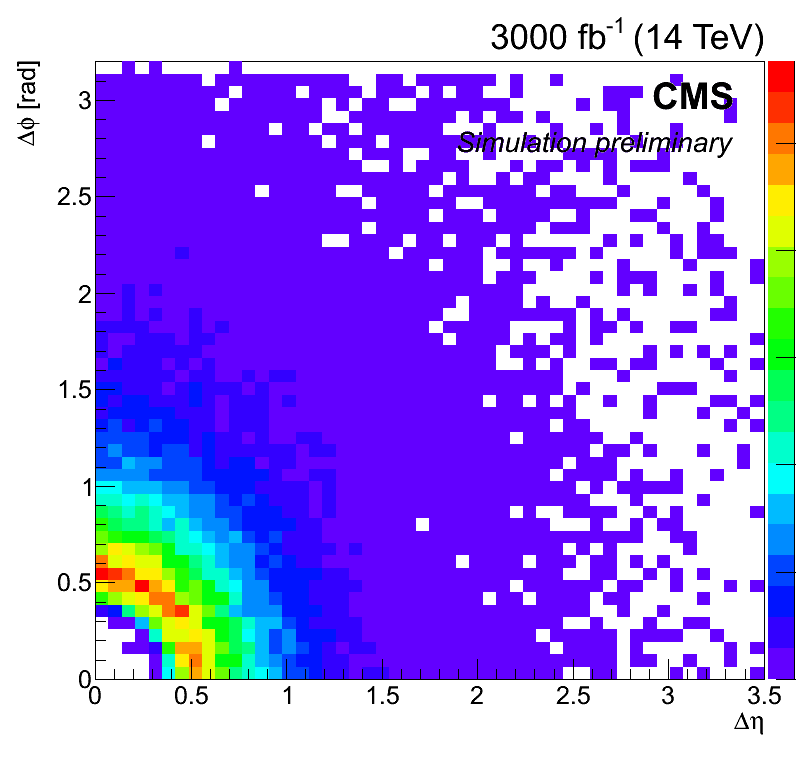 3000 fb-1 (14 TeV)
Δϕ [rad]
CMS
Simulation preliminary
3
2.5
2
1.5
1
0.5
0
0 0.5 1 1.5 2 2.5 3 3.5
Δη